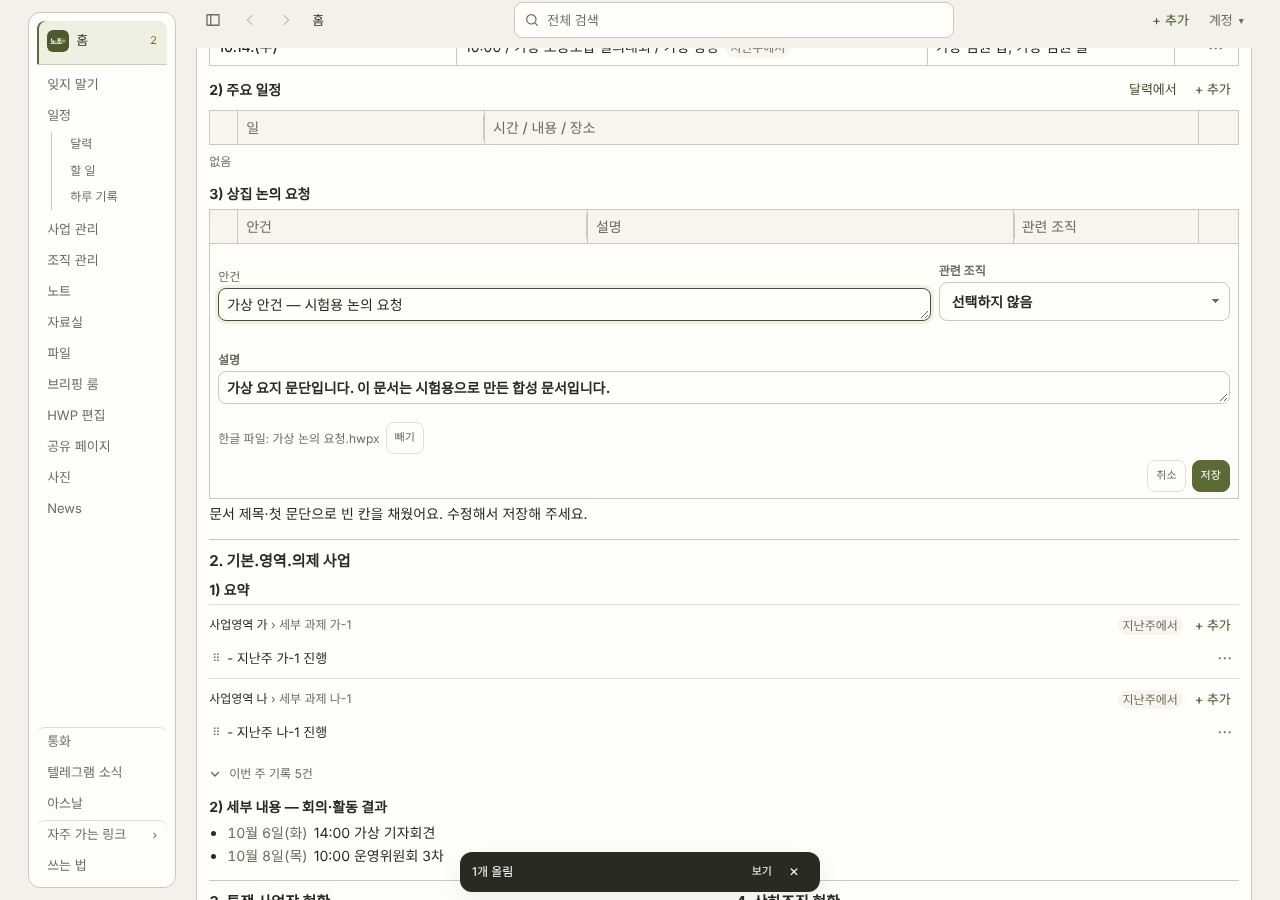 홈
전체 검색
+ 추가
계정 ▾
노조
홈
2
잊지 말기
일정
달력
할 일
하루 기록
사업 관리
조직 관리
노트
자료실
파일
브리핑 룸
HWP 편집
공유 페이지
사진
News
통화
텔레그램 소식
아스날
자주 가는 링크 ›
쓰는 법
2) 주요 일정
달력에서
+ 추가
일
시간 / 내용 / 장소
없음
3) 상집 논의 요청
안건
설명
관련 조직
안건
관련 조직
가상 안건 — 시험용 논의 요청
선택하지 않음
설명
가상 요지 문단입니다. 이 문서는 시험용으로 만든 합성 문서입니다.
한글 파일: 가상 논의 요청.hwpx
빼기
취소
저장
문서 제목·첫 문단으로 빈 칸을 채웠어요. 수정해서 저장해 주세요.
2. 기본.영역.의제 사업
1) 요약
사업영역 가 › 세부 과제 가-1
지난주에서
+ 추가
- 지난주 가-1 진행
사업영역 나 › 세부 과제 나-1
지난주에서
+ 추가
- 지난주 나-1 진행
이번 주 기록 5건
2) 세부 내용 — 회의·활동 결과
10월 6일(화) 14:00 가상 기자회견
10월 8일(목) 10:00 운영위원회 3차
1개 올림
보기
×